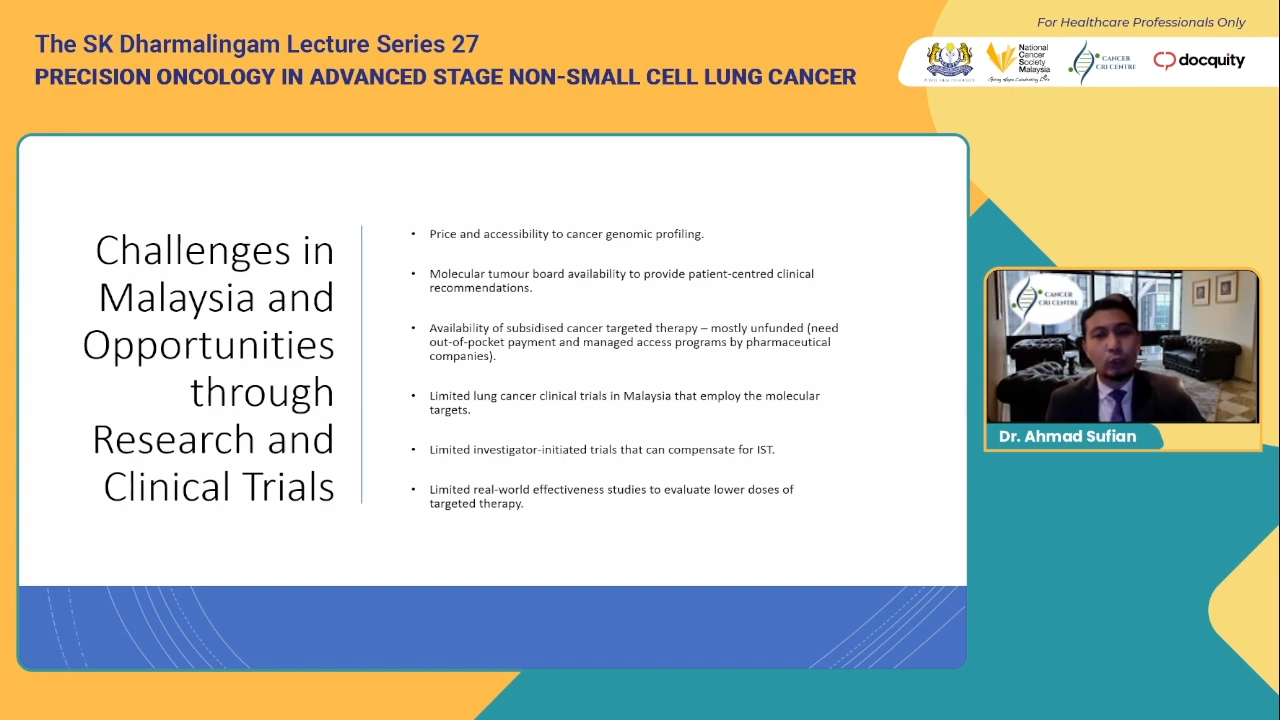 For Healthcare Professionals Only
The SK Dharmalingam Lecture Series 27
PRECISION ONCOLOGY IN ADVANCED STAGE NON-SMALL CELL LUNG CANCER
National
Cancer
Society
Malaysia
CANCER
CRI CENTRE
docquity
Challenges in
Malaysia and
Opportunities
through
Research and
Clinical Trials
• Price and accessibility to cancer genomic profiling.
• Molecular tumour board availability to provide patient-centred clinical
recommendations.
• Availability of subsidised cancer targeted therapy – mostly unfunded (need
out-of-pocket payment and managed access programs by pharmaceutical
companies).
• Limited lung cancer clinical trials in Malaysia that employ the molecular
targets.
• Limited investigator-initiated trials that can compensate for IST.
• Limited real-world effectiveness studies to evaluate lower doses of
targeted therapy.
CANCER
CRI CENTRE
Dr. Ahmad Sufian